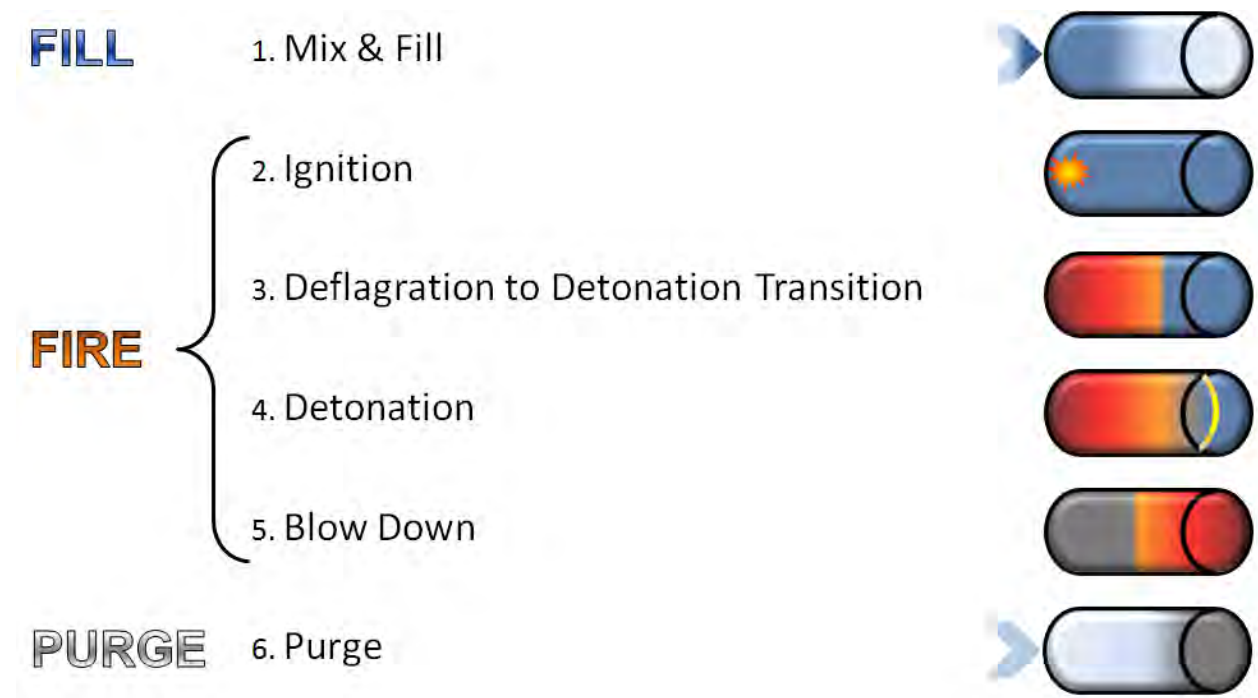 FILL
1. Mix & Fill
2. Ignition
3. Deflagration to Detonation Transition
FIRE
4. Detonation
5. Blow Down
PURGE
6. Purge